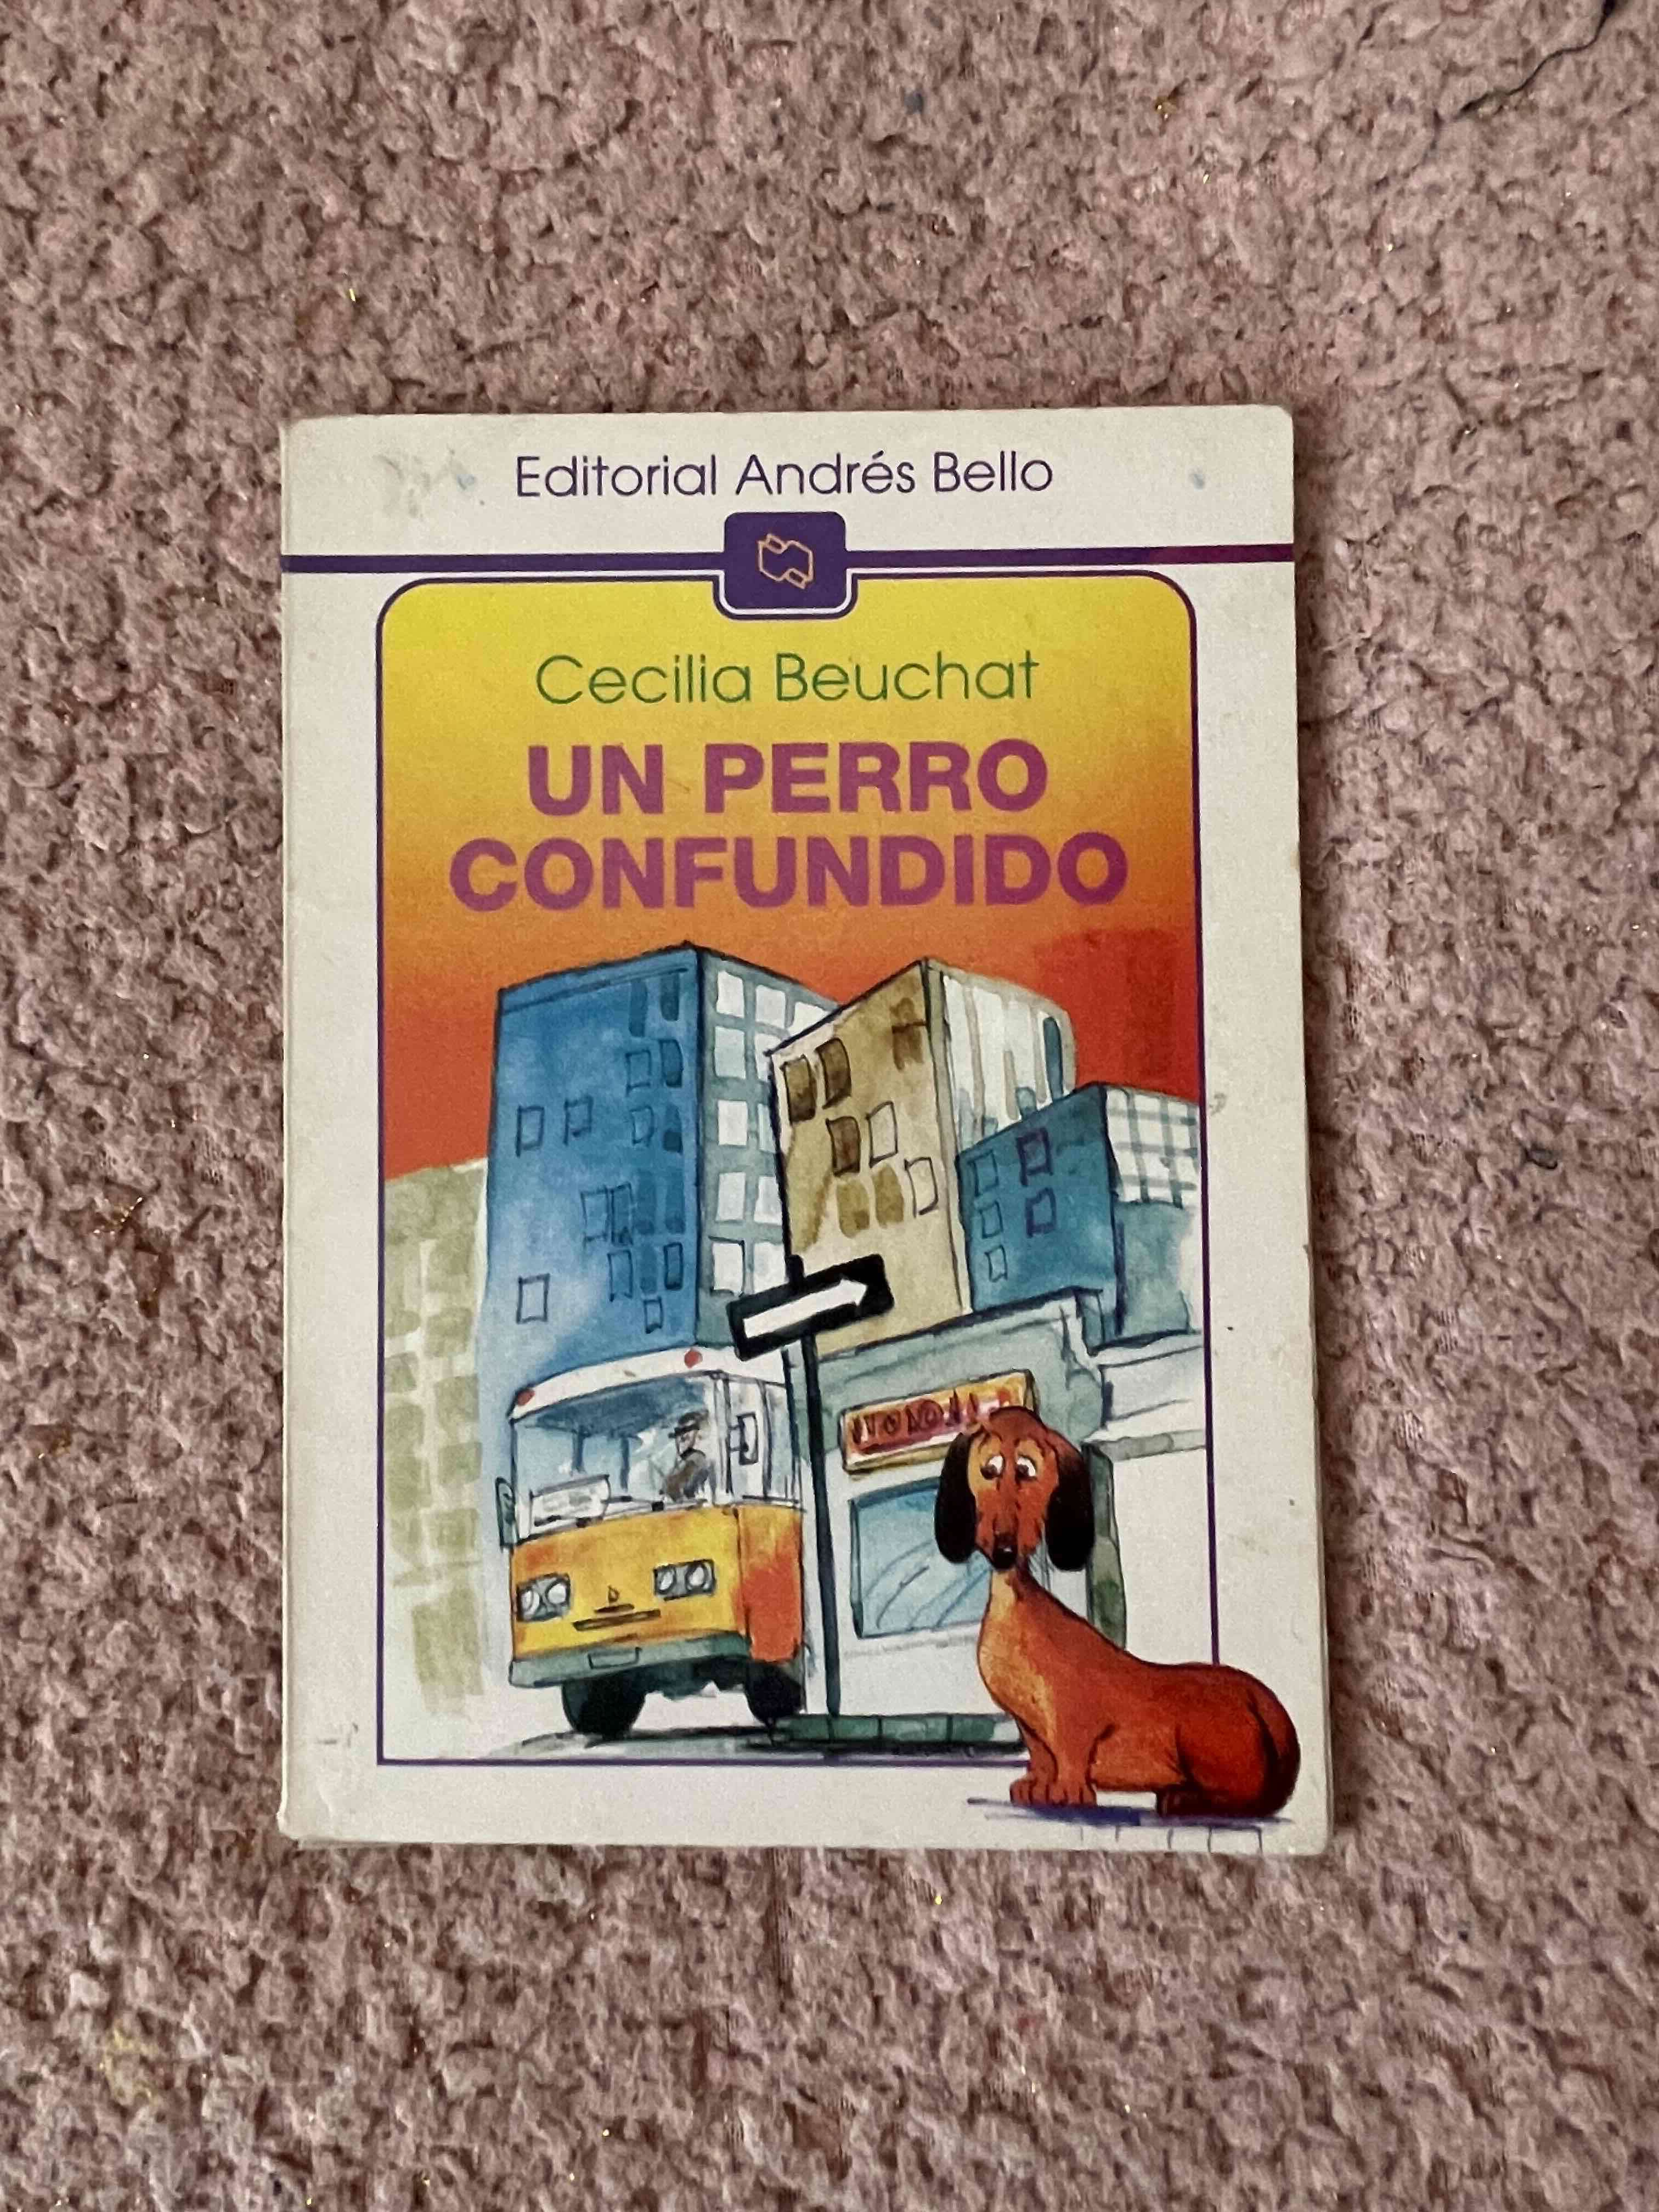 Editorial Andrés Bello
Cecilia Beuchat
UN PERRO
CONFUNDIDO